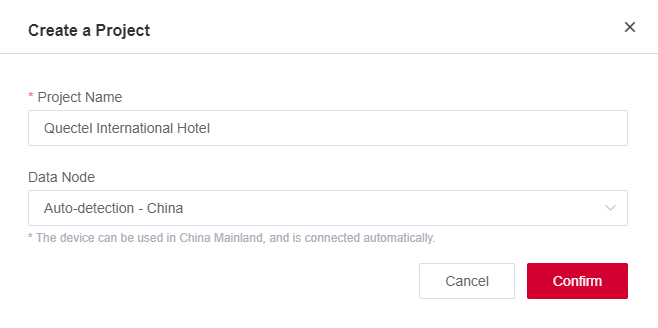 Create a Project
* Project Name
Quectel International Hotel
Data Node
Auto-detection - China
* The device can be used in China Mainland, and is connected automatically.
Cancel Confirm